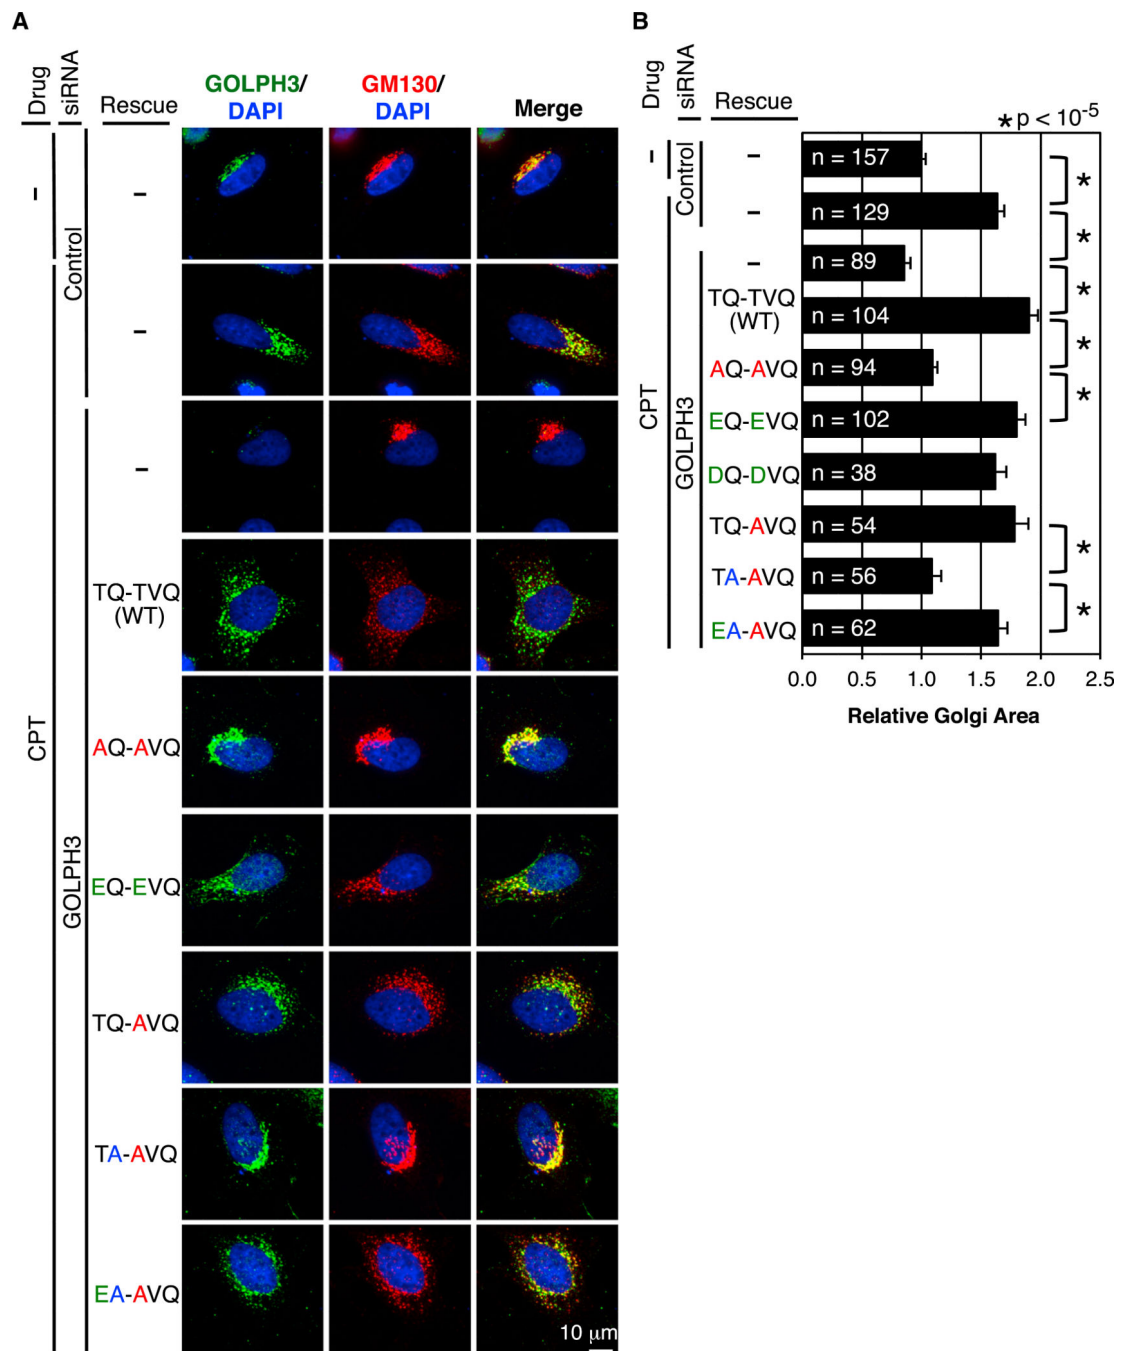 A
Drug
siRNA
Rescue
GOLPH3/
DAPI
GM130/
DAPI
Merge
–
Control
–
–
CPT
GOLPH3
–
TQ-TVQ
(WT)
AQ-AVQ
EQ-EVQ
TQ-AVQ
TA-AVQ
EA-AVQ
10 μm
B
Drug
siRNA
Rescue
* p < 10-5
–
Control
CPT
GOLPH3
–
n = 157
*
–
n = 129
*
–
n = 89
*
TQ-TVQ
(WT)
n = 104
*
AQ-AVQ
n = 94
*
EQ-EVQ
n = 102
DQ-DVQ
n = 38
TQ-AVQ
n = 54
*
TA-AVQ
n = 56
*
EA-AVQ
n = 62
0.0 0.5 1.0 1.5 2.0 2.5
Relative Golgi Area